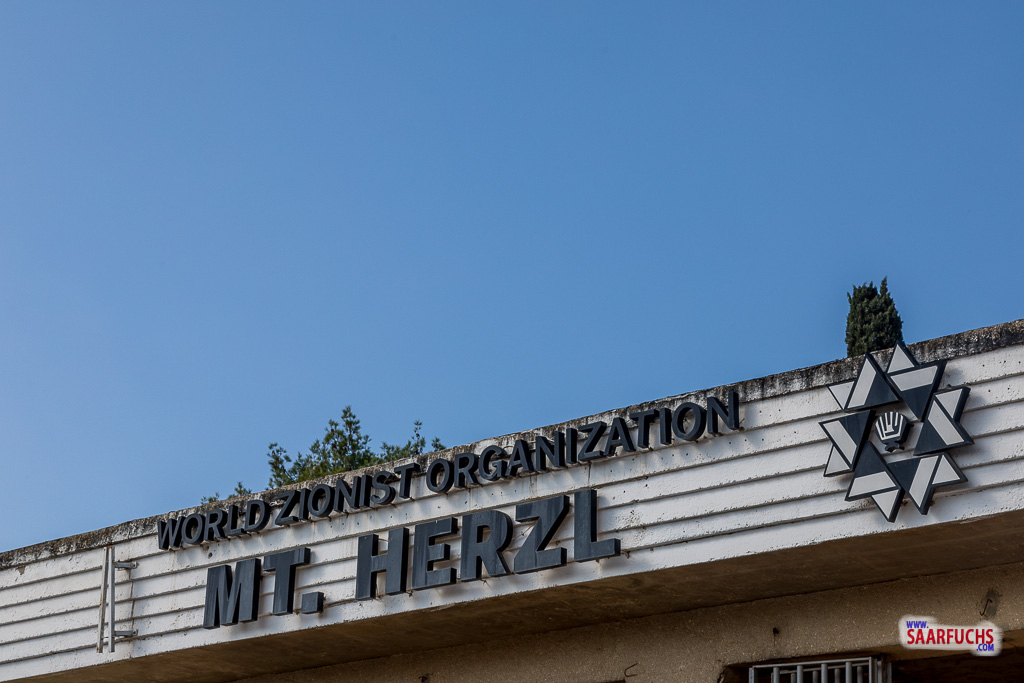 WORLD ZIONIST ORGANIZATION
MT. HERZL
WWW.
SAARFUCHS
.COM